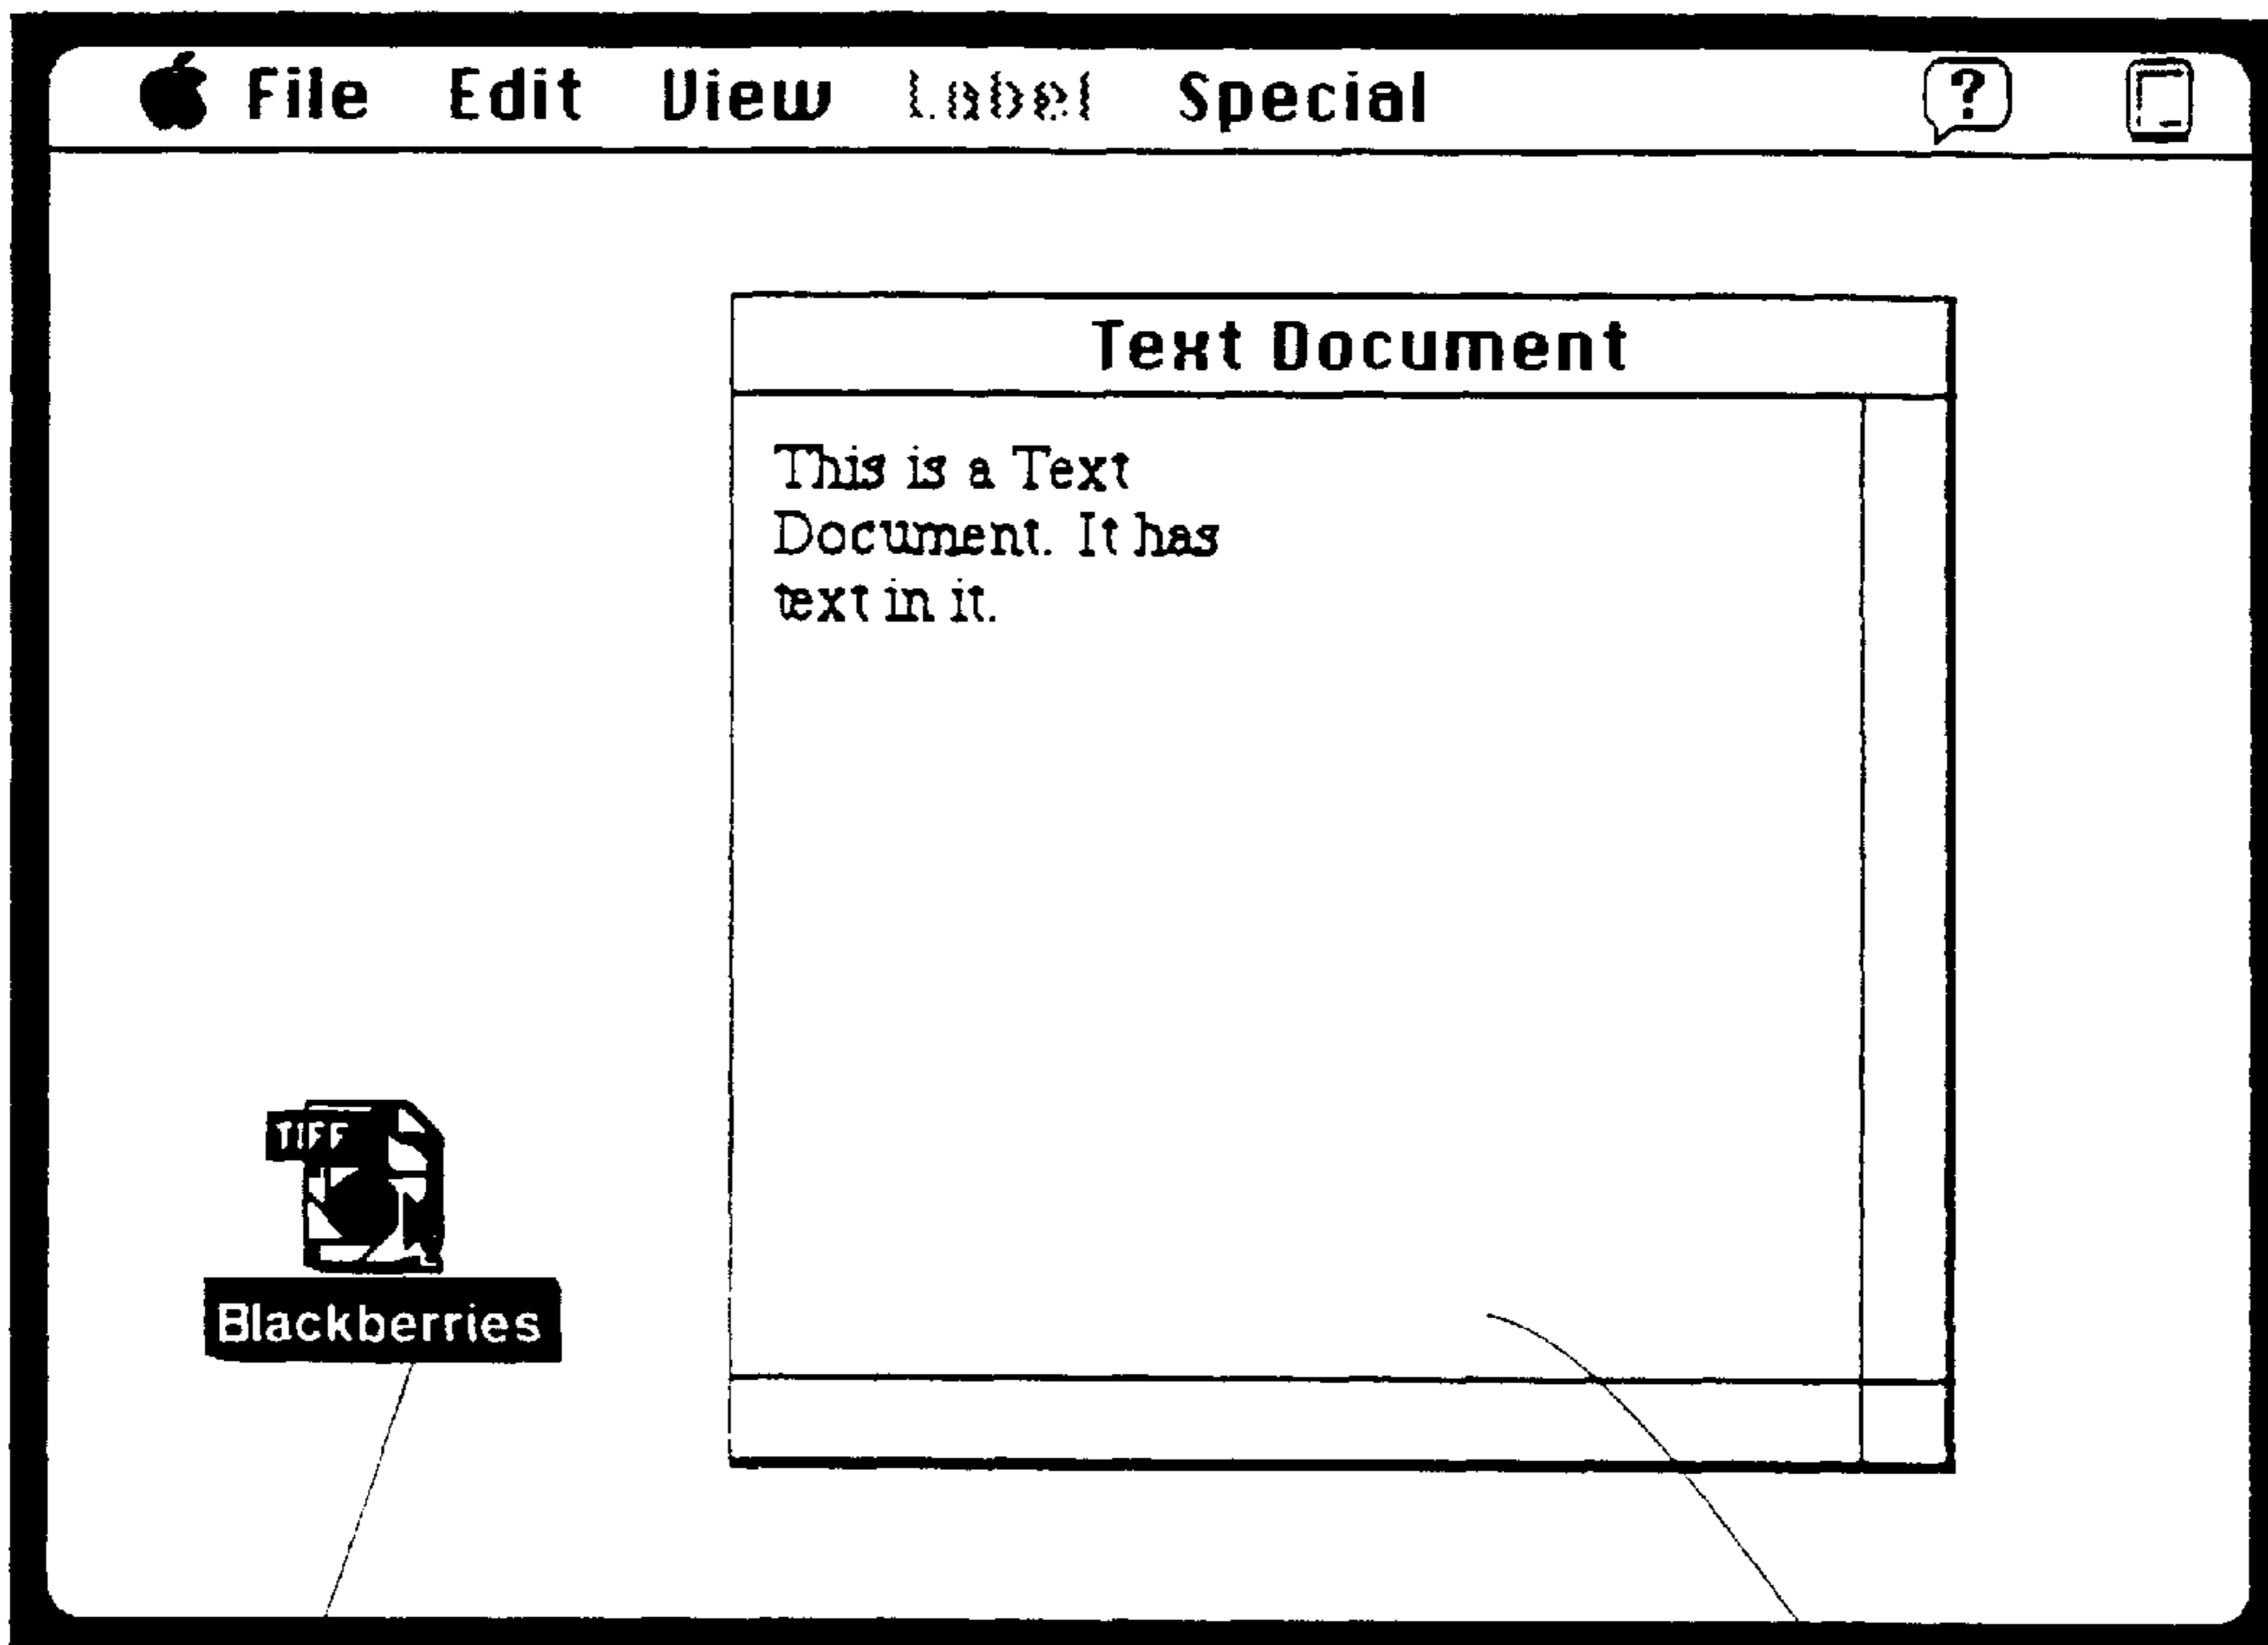 File Edit View Label Special ?
Text Document
This is a Text
Document. It has
text in it.
TIFF
Blackberries